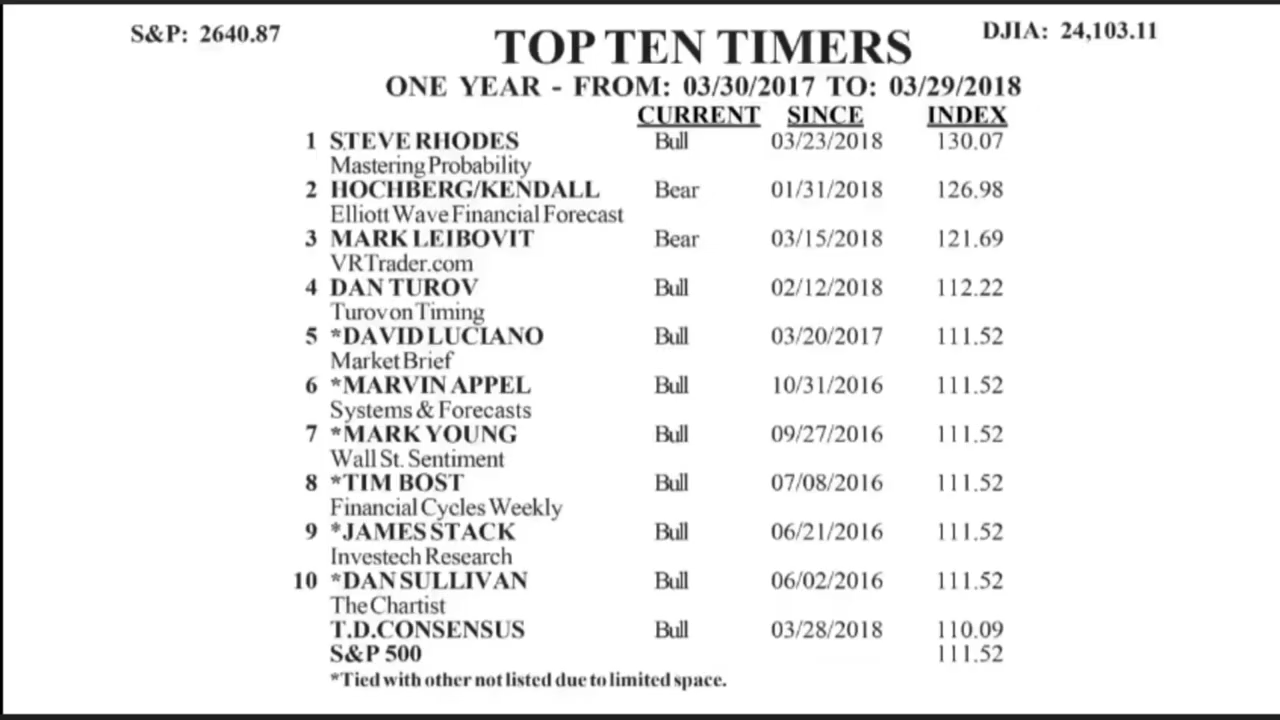 S&P: 2640.87 DJIA: 24,103.11
TOP TEN TIMERS
ONE YEAR - FROM: 03/30/2017 TO: 03/29/2018
CURRENT SINCE INDEX
1 STEVE RHODES Bull 03/23/2018 130.07
Mastering Probability
2 HOCHBERG/KENDALL Bear 01/31/2018 126.98
Elliott Wave Financial Forecast
3 MARK LEIBOVIT Bear 03/15/2018 121.69
VRTrader.com
4 DAN TUROV Bull 02/12/2018 112.22
Turov on Timing
5 *DAVID LUCIANO Bull 03/20/2017 111.52
Market Brief
6 *MARVIN APPEL Bull 10/31/2016 111.52
Systems & Forecasts
7 *MARK YOUNG Bull 09/27/2016 111.52
Wall St. Sentiment
8 *TIM BOST Bull 07/08/2016 111.52
Financial Cycles Weekly
9 *JAMES STACK Bull 06/21/2016 111.52
Investech Research
10 *DAN SULLIVAN Bull 06/02/2016 111.52
The Chartist
T.D.CONSENSUS Bull 03/28/2018 110.09
S&P 500 111.52
*Tied with other not listed due to limited space.